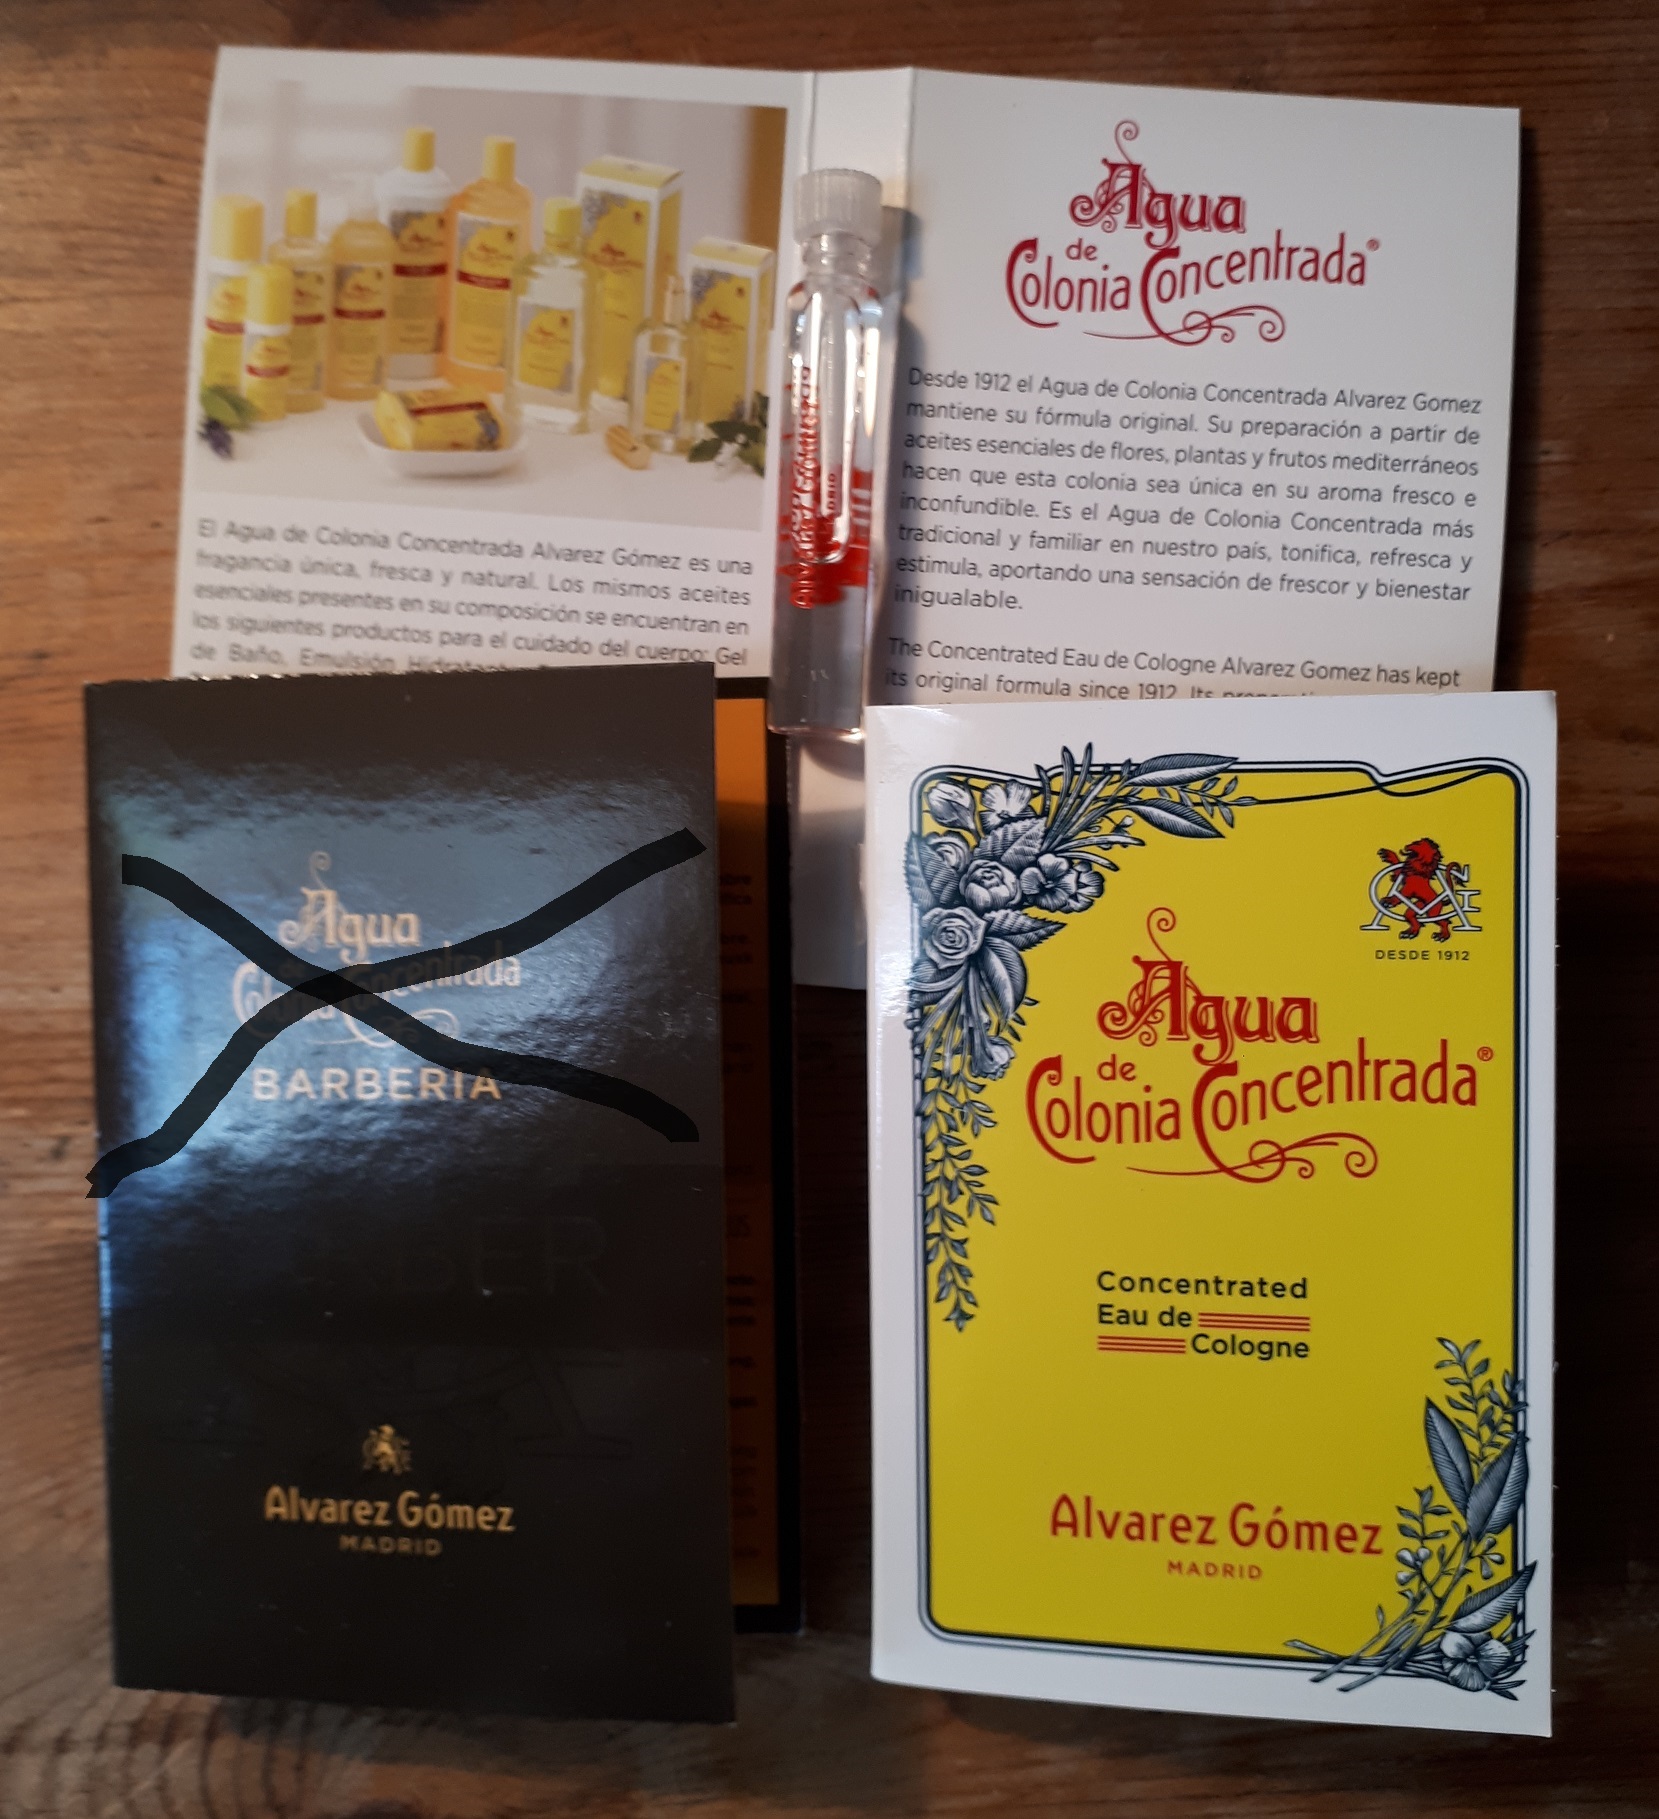 Agua
de
Colonia Concentrada®
Desde 1912 el Agua de Colonia Concentrada Alvarez Gomez
mantiene su fórmula original. Su preparación a partir de
aceites esenciales de flores, plantas y frutos mediterráneos
hacen que esta colonia sea única en su aroma fresco e
inconfundible. Es el Agua de Colonia Concentrada más
tradicional y familiar en nuestro país, tonifica, refresca y
estimula, aportando una sensación de frescor y bienestar
inigualable.
The Concentrated Eau de Cologne Alvarez Gomez has kept
its original formula since 1912. Its
El Agua de Colonia Concentrada Alvarez Gómez es una
fragancia única, fresca y natural. Los mismos aceites
esenciales presentes en su composición se encuentran en
los siguientes productos para el cuidado del cuerpo: Gel
de Baño, Emulsión
Agua
Colonia Concentrada
BARBERIA
Alvarez Gómez
MADRID
DESDE 1912
Agua
de
Colonia Concentrada®
Concentrated
Eau de
Cologne
Alvarez Gómez
MADRID